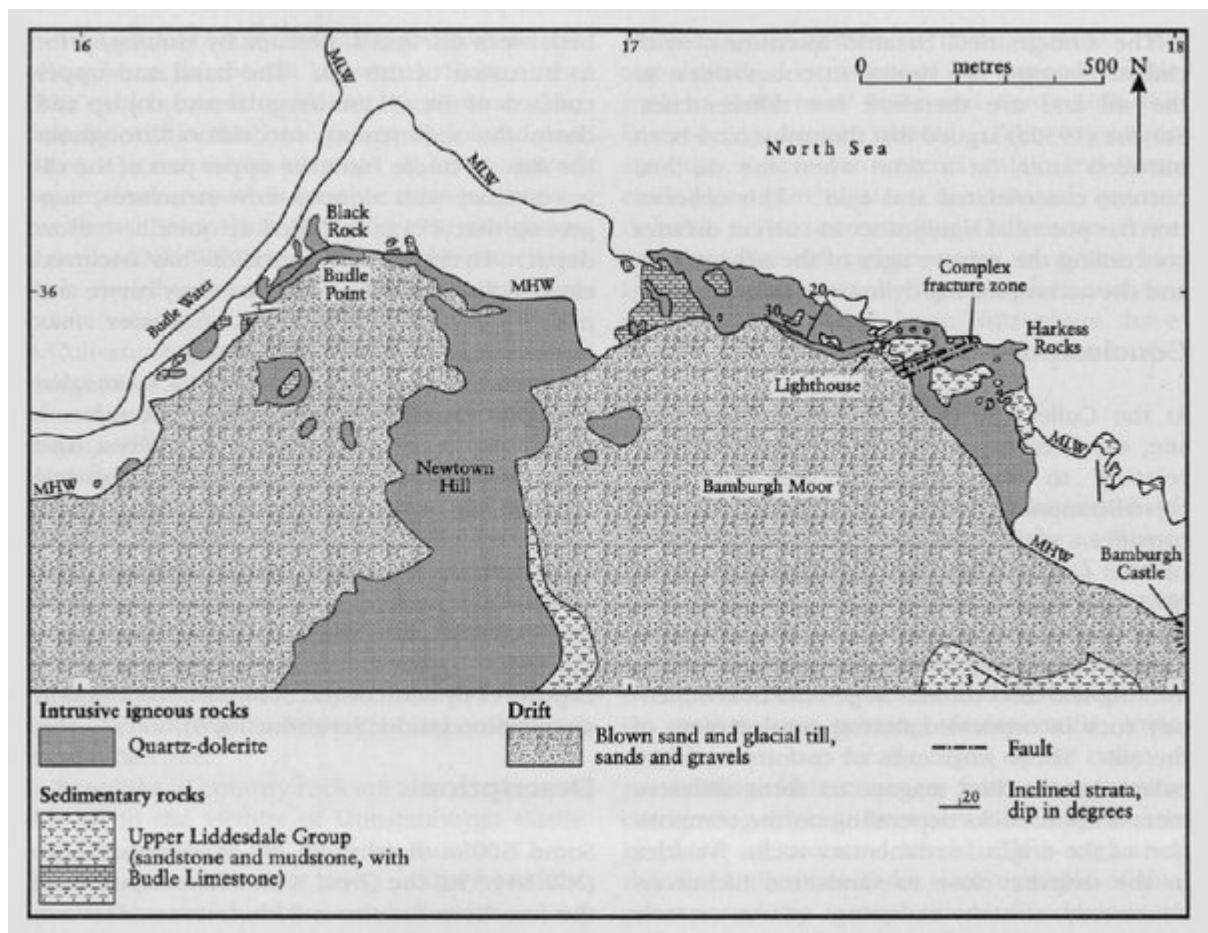 16
17
18
MLW
0 metres 500
N
North Sea
MLW
Black
Rock
Budle
Point
-36
Budle Water
MHW
20
30
Complex
fracture zone
Harkess
Rocks
Lighthouse
MLW
Newtown
Hill
Bamburgh Moor
MHW
MHW
Bamburgh
Castle
3
Intrusive igneous rocks
Quartz-dolerite
Drift
Blown sand and glacial till,
sands and gravels
Fault
Sedimentary rocks
20
Inclined strata,
dip in degrees
Upper Liddesdale Group
(sandstone and mudstone, with
Budle Limestone)